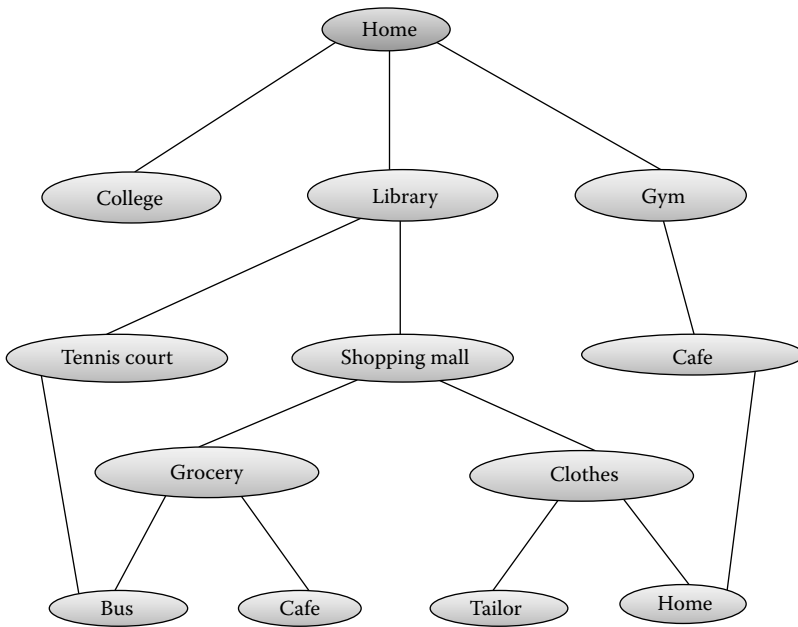 Home
College
Library
Gym
Tennis court
Shopping mall
Cafe
Grocery
Clothes
Bus
Cafe
Tailor
Home